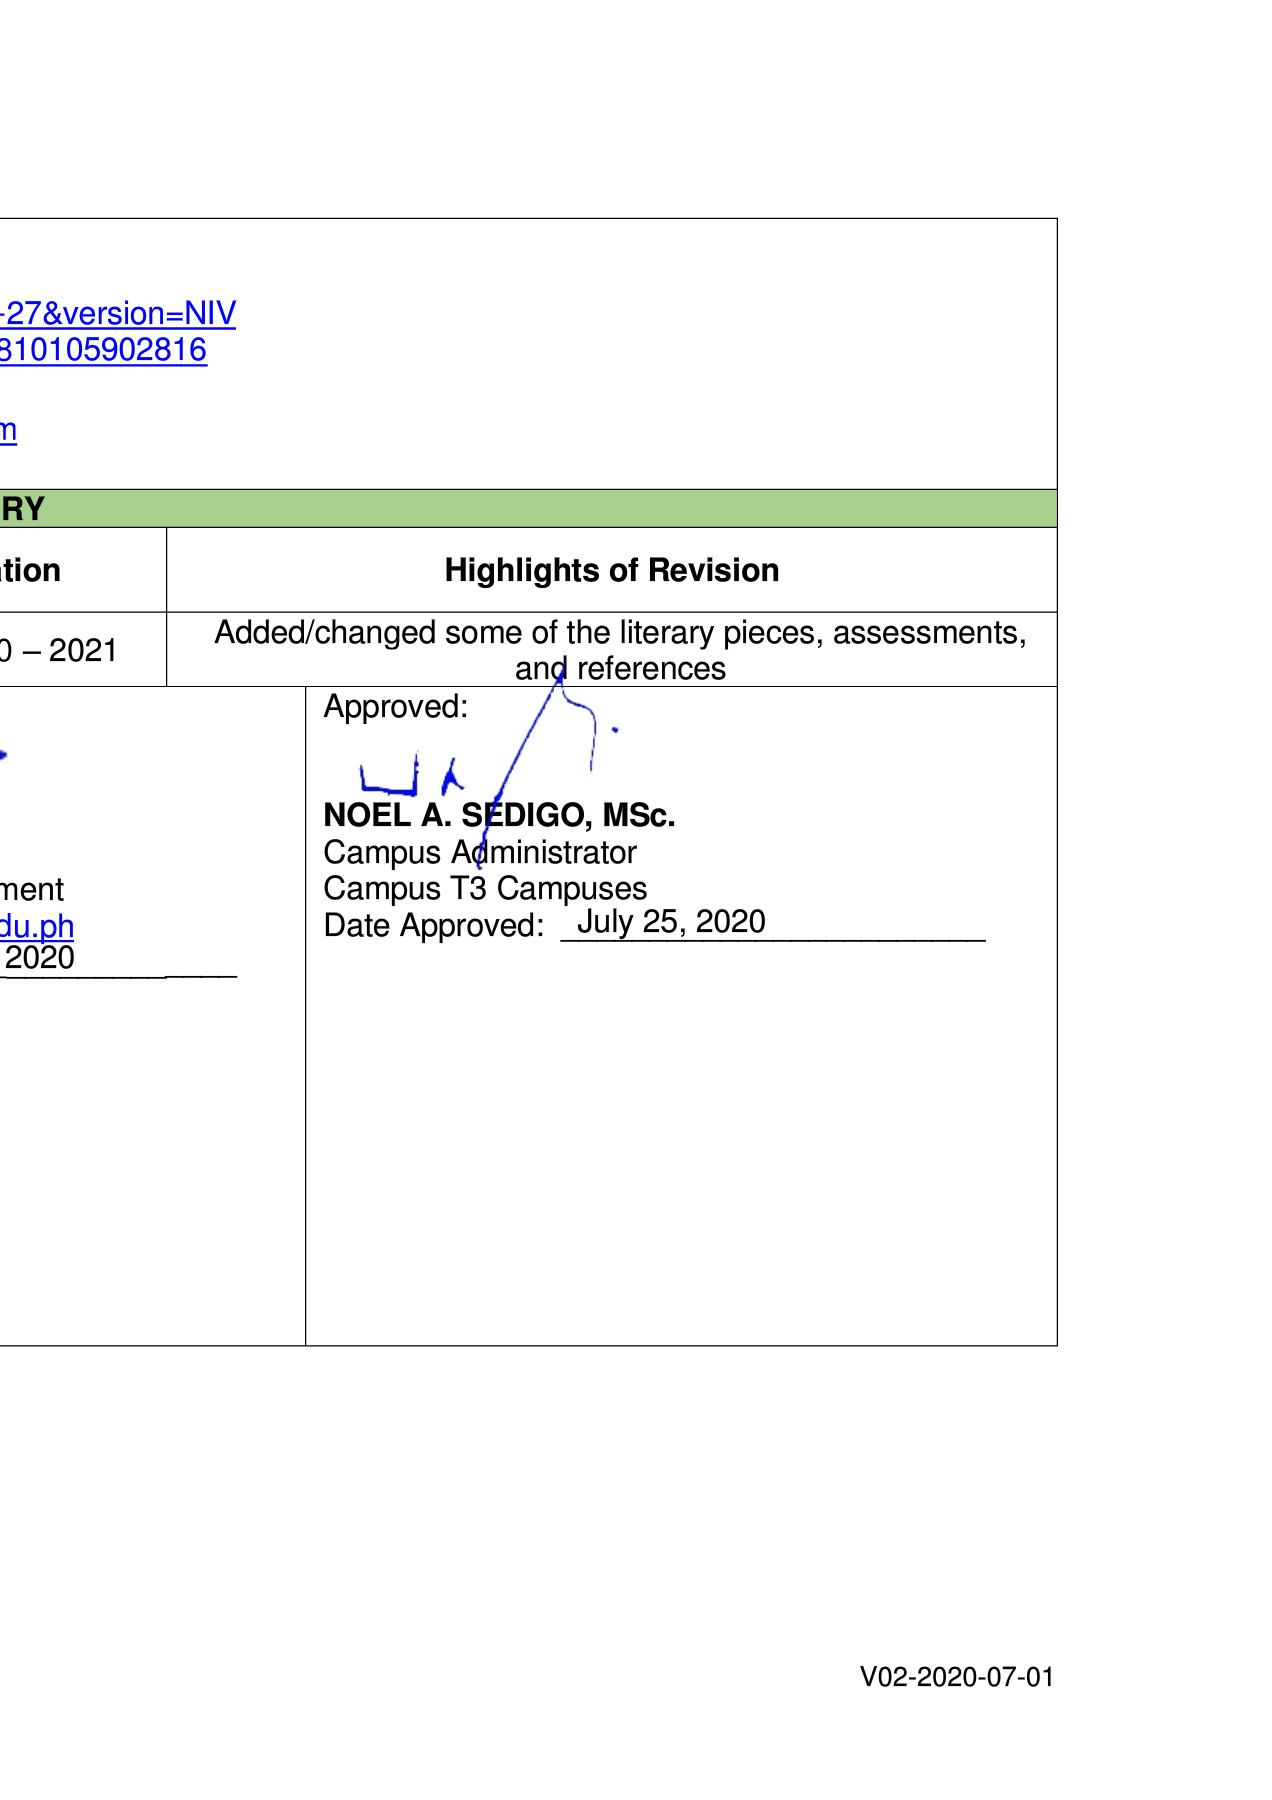 -27&version=NIV
810105902816
m
RY
tion
Highlights of Revision
0 – 2021
Added/changed some of the literary pieces, assessments,
and references
Approved:
NOEL A. SEDIGO, MSc.
Campus Administrator
Campus T3 Campuses
Date Approved: July 25, 2020
ment
du.ph
2020
V02-2020-07-01